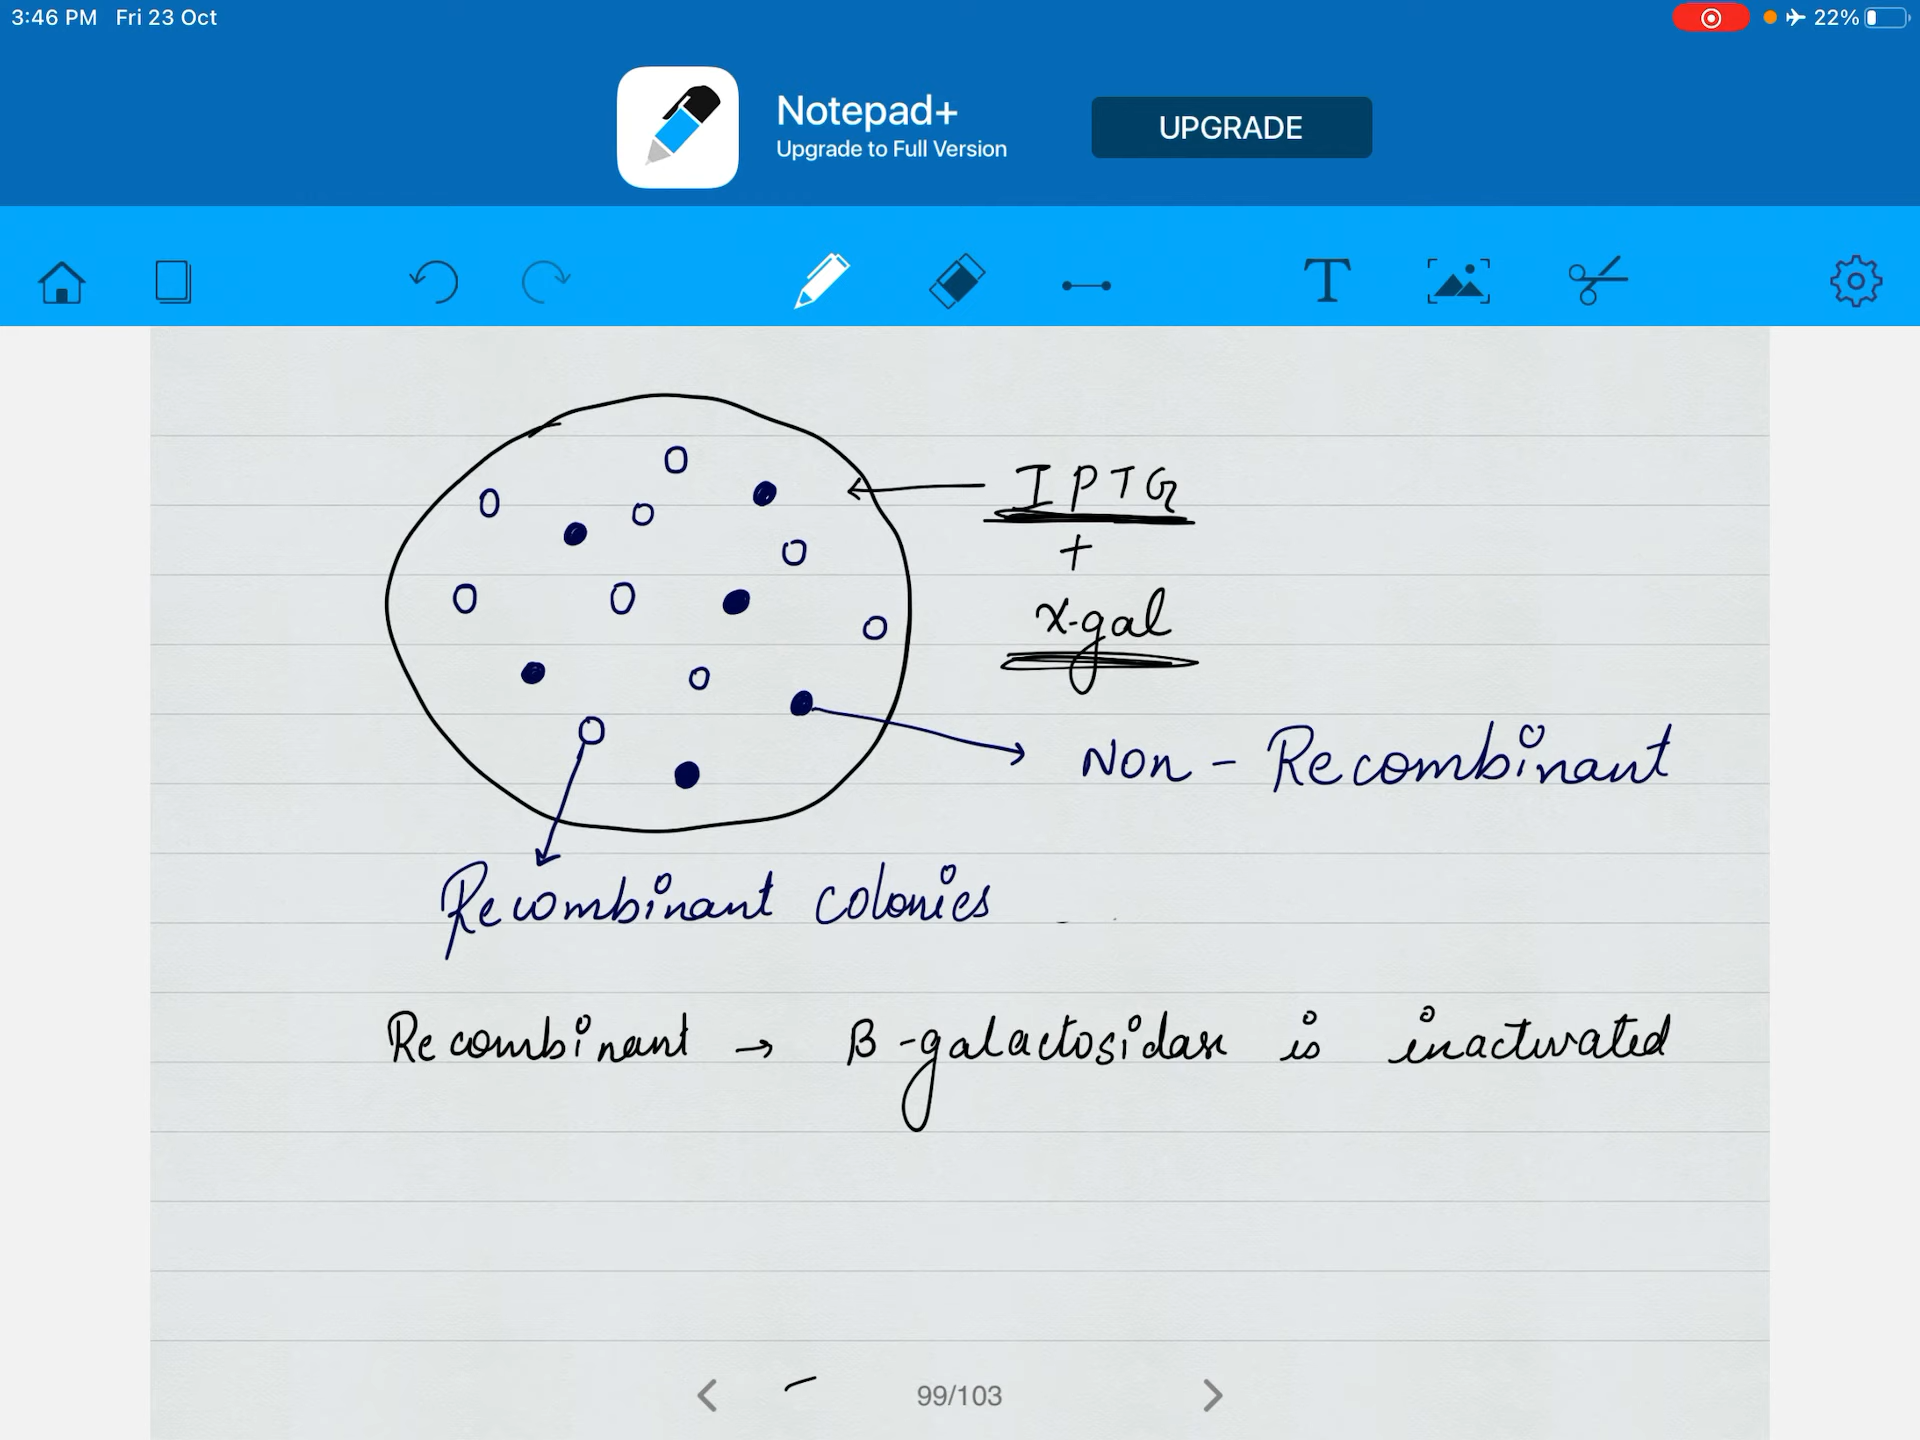 3:46 PM Fri 23 Oct 22%
Notepad+
Upgrade to Full Version
UPGRADE
T
IPTG
+
x-gal
Non - Recombinant
Recombinant colonies
Recombinant → β-galactosidase is inactivated
99/103